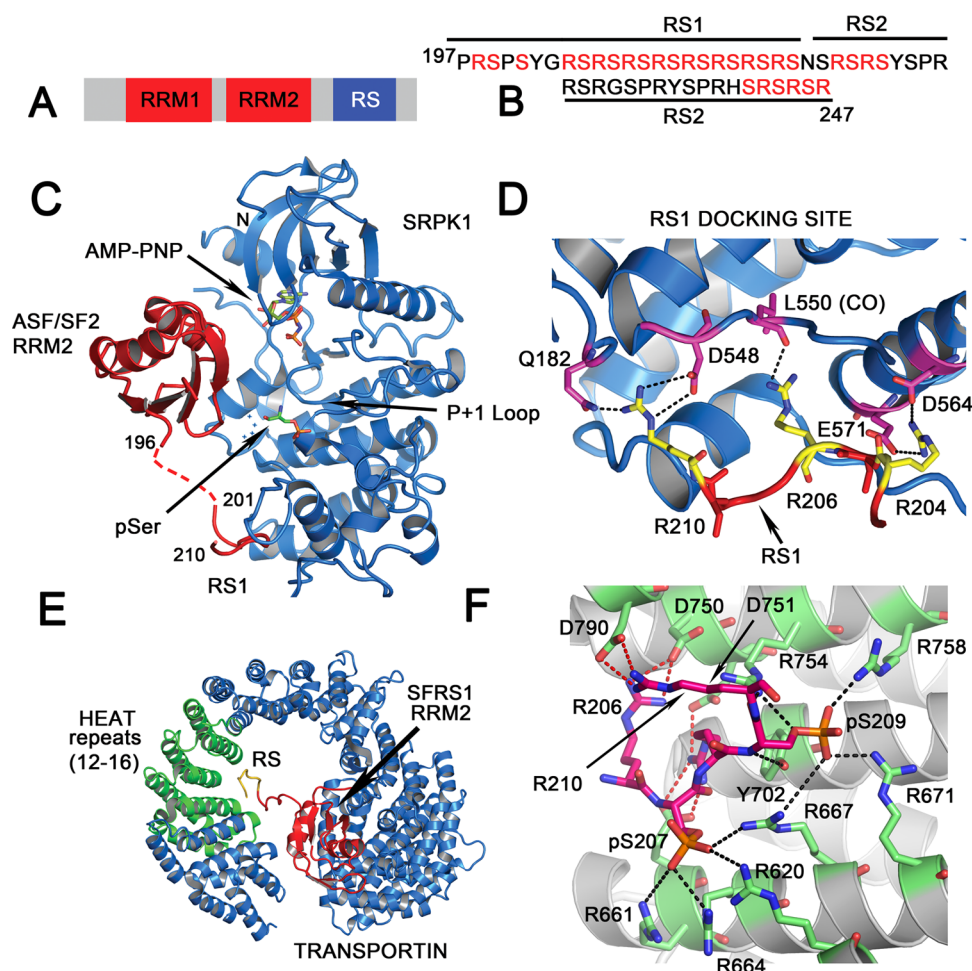 A
RRM1 RRM2 RS
B
RS1 RS2
197PRSPSYGRSRSRSRSRSRSRSRSNSRSRSYSPR
RSRGSPRYSPRHSRSRSR
RS2 247
C
N
SRPK1
AMP-PNP
ASF/SF2
RRM2
P+1 Loop
196
201
pSer
210
RS1
D
RS1 DOCKING SITE
L550 (CO)
Q182
D548
D564
E571
R206
R210
R204
RS1
E
SFRS1
RRM2
HEAT
repeats
(12-16)
RS
TRANSPORTIN
F
D750 D751
D790
R754
R758
R206
pS209
R210
Y702
R671
R667
pS207
R620
R661
R664